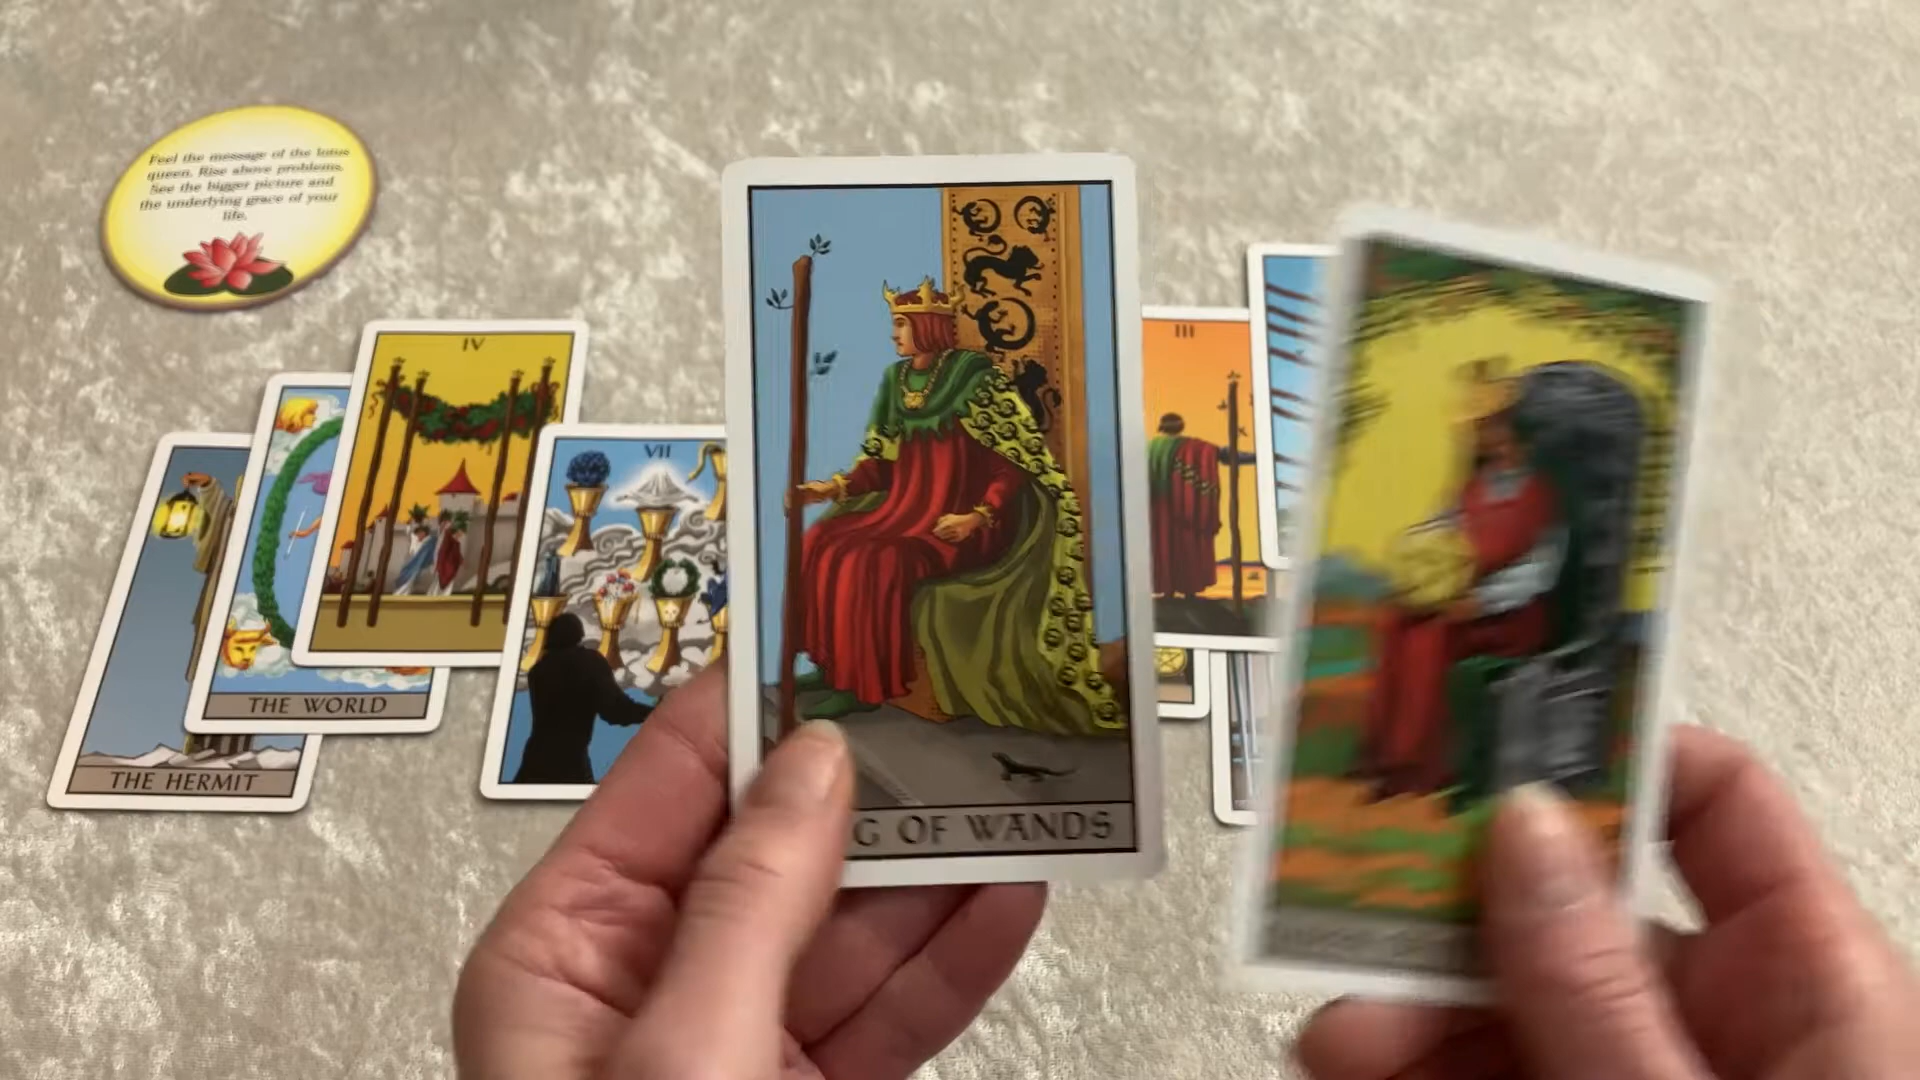 Feel the message of the lotus
queen. Rise above problems.
See the bigger picture and
the underlying grace of your
life.
IV
VII
III
THE WORLD
THE HERMIT
G OF WANDS